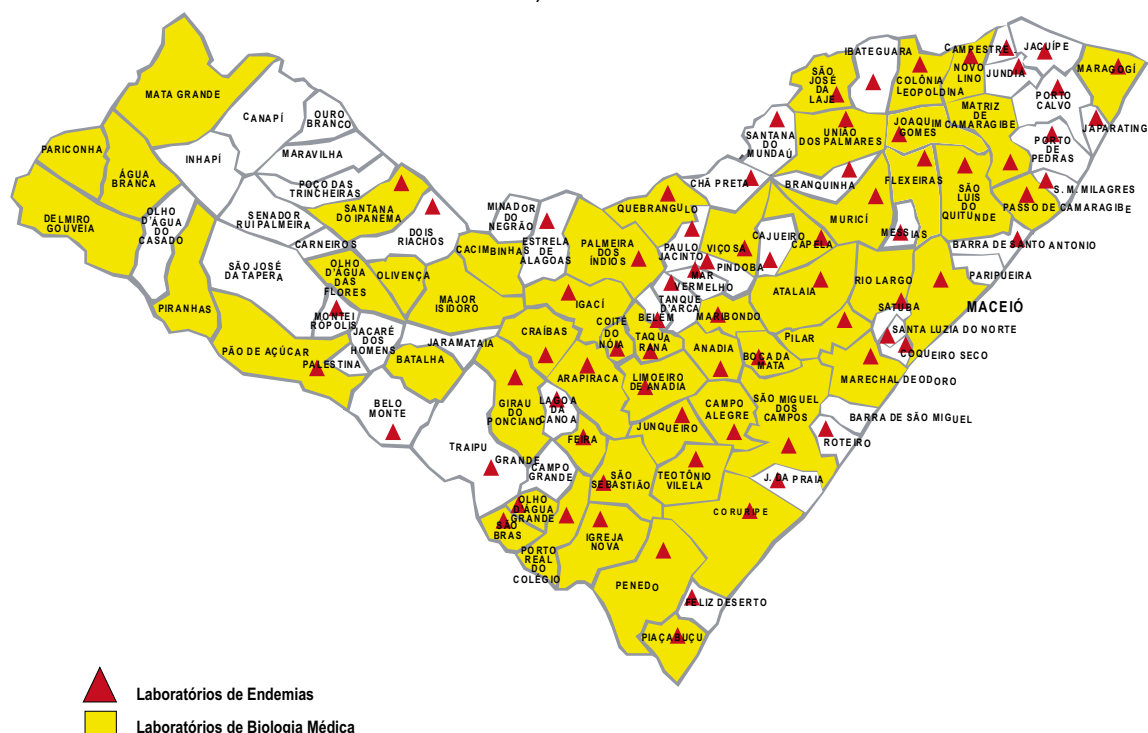 MATA GRANDE
CANAPÍ
OURO
BRANCO
PARICONHA
ÁGUA
BRANCA
INHAPÍ
MARAVILHA
POÇO DAS
TRINCHEIRAS
SANTANA
DO IPANEMA
DELMIRO
GOUVEIA
OLHO
D'ÁGUA
DO
CASADO
SENADOR
RUI PALMEIRA
DOIS
RIACHOS
CARNEIROS
MINADOR
DO
NEGRÃO
ESTRELA
DE
ALAGOAS
CACIMBINHAS
PIRANHAS
SÃO JOSÉ
DA TAPERA
OLHO
D'ÁGUA
DAS
FLORES
OLIVENÇA
MAJOR
ISIDORO
MONTEI
RÓPOLIS
PÃO DE AÇÚCAR
PALESTINA
JACARÉ
DOS
HOMENS
JARAMATAIA
BATALHA
BELO
MONTE
TRAIPU
PALMEIRA
DOS
ÍNDIOS
IGACÍ
CRAÍBAS
COITÉ
DO
NÓIA
ARAPIRACA
GIRAU
DO
PONCIANO
LAGOA
DA
CANOA
FEIRA
GRANDE
CAMPO
GRANDE
OLHO
D'ÁGUA
GRANDE
SÃO
BRAS
PORTO
REAL
DO
COLÉGIO
SÃO
SEBASTIÃO
IGREJA
NOVA
PENEDO
PIAÇABUÇU
FELIZ DESERTO
CORURIPE
TEOTÔNIO
VILELA
JUNQUEIRO
LIMOEIRO
DE ANADIA
TAQUA
RANA
BELÉM
TANQUE
D'ARCA
MAR
VERMELHO
PAULO
JACINTO
QUEBRANGULO
CHÃ PRETA
VIÇOSA
PINDOBA
CAJUEIRO
CAPELA
MARIBONDO
ANADIA
BOCA DA
MATA
CAMPO
ALEGRE
SÃO MIGUEL
DOS
CAMPOS
J. DA PRAIA
ROTEIRO
BARRA DE SÃO MIGUEL
MARECHAL DEODORO
PILAR
ATALAIA
COQUEIRO SECO
SANTA LUZIA DO NORTE
SATUBA
RIO LARGO
MACEIÓ
PARIPUEIRA
BARRA DE SANTO ANTONIO
MESSIAS
MURICÍ
BRANQUINHA
SANTANA
DO
MUNDAÚ
UNIÃO
DOS PALMARES
SÃO
JOSÉ
DA
LAJE
IBATEGUARA
COLÔNIA
LEOPOLDINA
JOAQUIM
GOMES
FLEXEIRAS
SÃO
LUIS
DO
QUITUNDE
MATRIZ
DE
CAMARAGIBE
NOVO
LINO
CAMPESTRE
JUNDIA
JACUÍPE
MARAGOGÍ
PORTO
CALVO
JAPARATING
PORTO
DE
PEDRAS
S. M. MILAGRES
PASSO DE CAMARAGIBE
Laboratórios de Endemias
Laboratórios de Biologia Médica